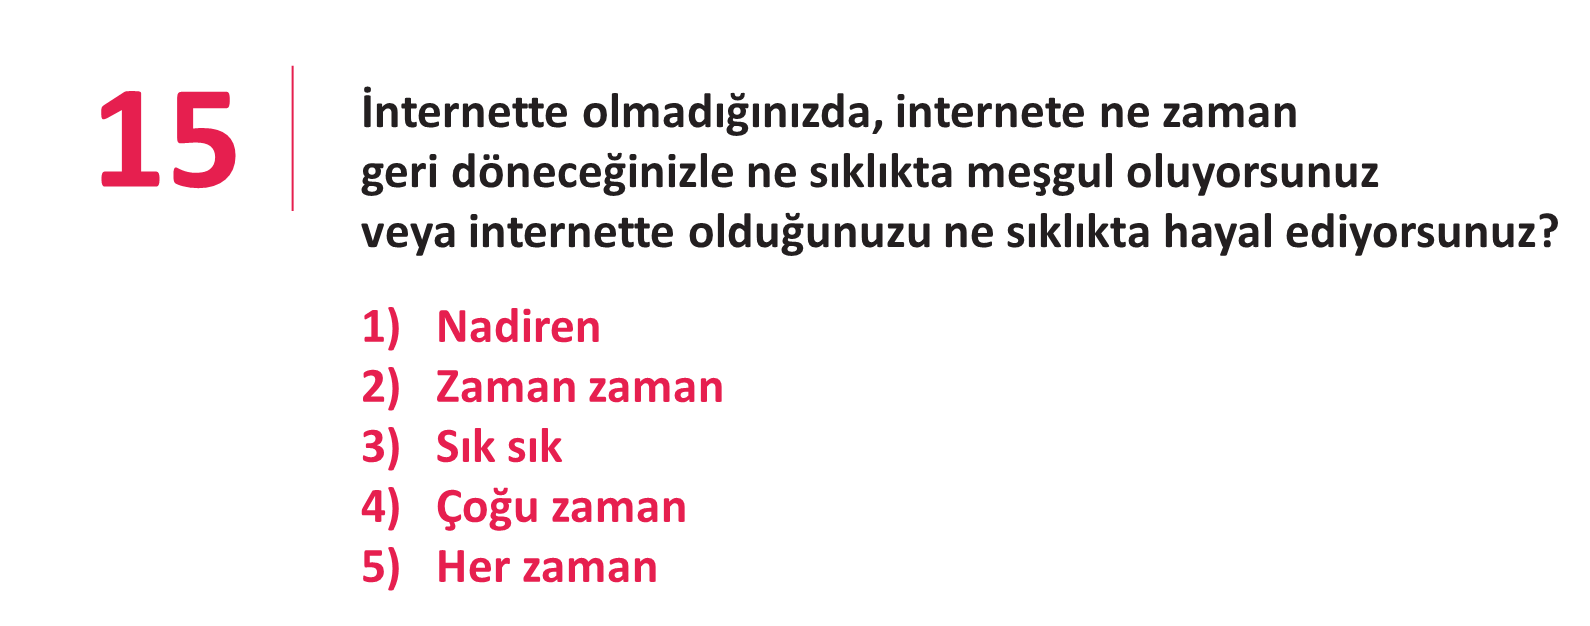 15
İnternette olmadığınızda, internete ne zaman
geri döneceğinizle ne sıklıkta meşgul oluyorsunuz
veya internette olduğunuzu ne sıklıkta hayal ediyorsunuz?
1) Nadiren
2) Zaman zaman
3) Sık sık
4) Çoğu zaman
5) Her zaman